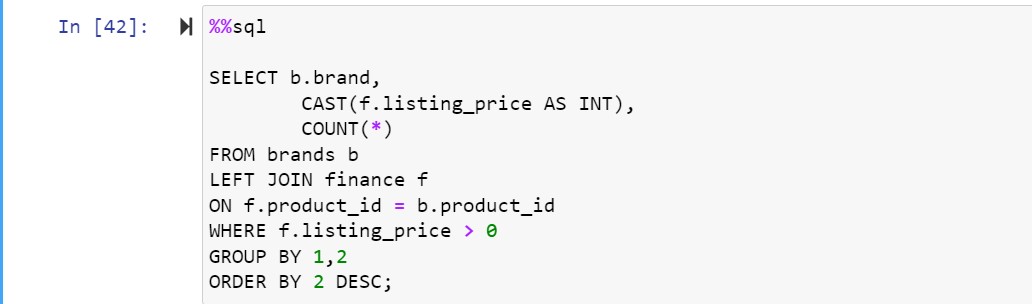 In [42]: %%sql
SELECT b.brand,
CAST(f.listing_price AS INT),
COUNT(*)
FROM brands b
LEFT JOIN finance f
ON f.product_id = b.product_id
WHERE f.listing_price > 0
GROUP BY 1,2
ORDER BY 2 DESC;